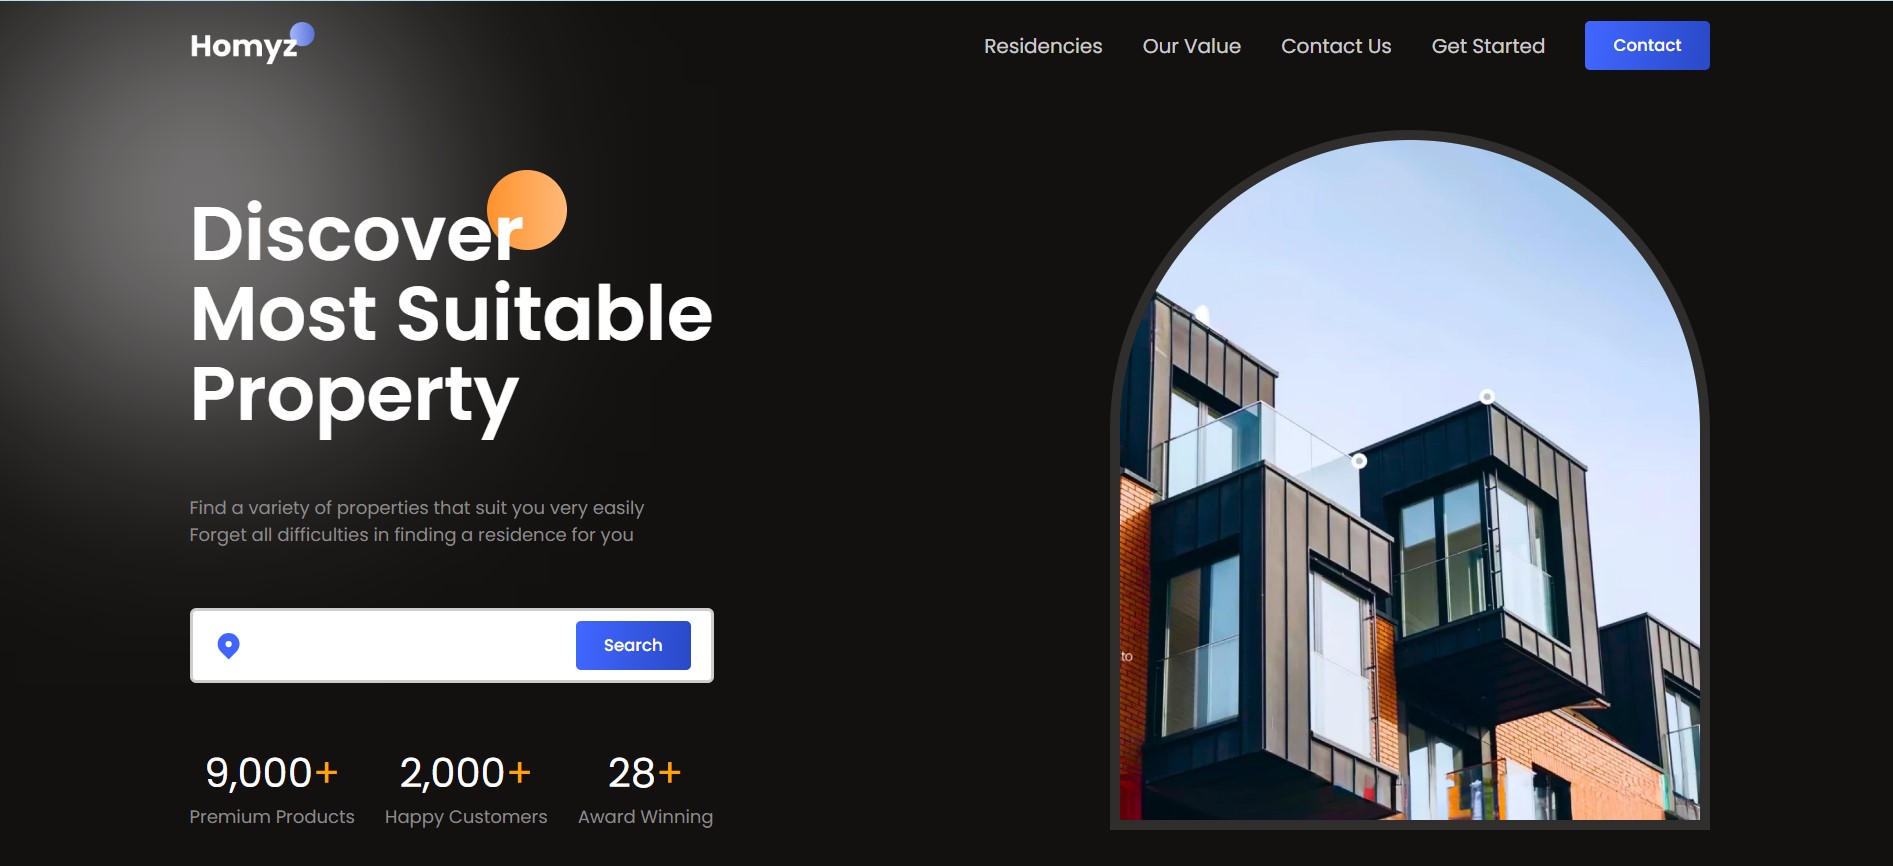 Homyz
Residencies
Our Value
Contact Us
Get Started
Contact
Discover
Most Suitable
Property
Find a variety of properties that suit you very easily
Forget all difficulties in finding a residence for you
Search
9,000+
2,000+
28+
Premium Products
Happy Customers
Award Winning
to